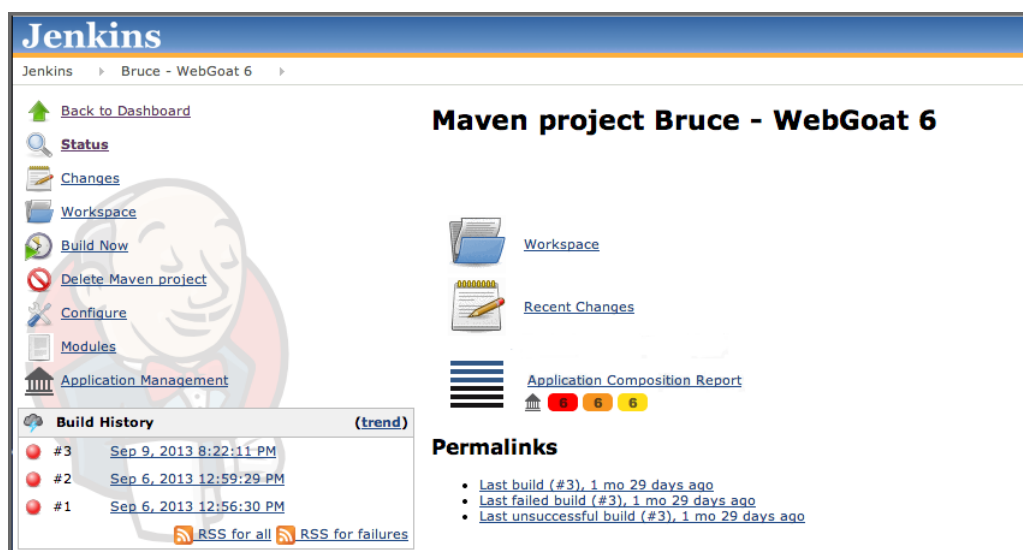 Jenkins
Jenkins Bruce - WebGoat 6
Back to Dashboard
Status
Changes
Workspace
Build Now
Delete Maven project
Configure
Modules
Application Management
Build History (trend)
#3 Sep 9, 2013 8:22:11 PM
#2 Sep 6, 2013 12:59:29 PM
#1 Sep 6, 2013 12:56:30 PM
RSS for all RSS for failures
Maven project Bruce - WebGoat 6
Workspace
Recent Changes
Application Composition Report
6 6 6
Permalinks
Last build (#3), 1 mo 29 days ago
Last failed build (#3), 1 mo 29 days ago
Last unsuccessful build (#3), 1 mo 29 days ago